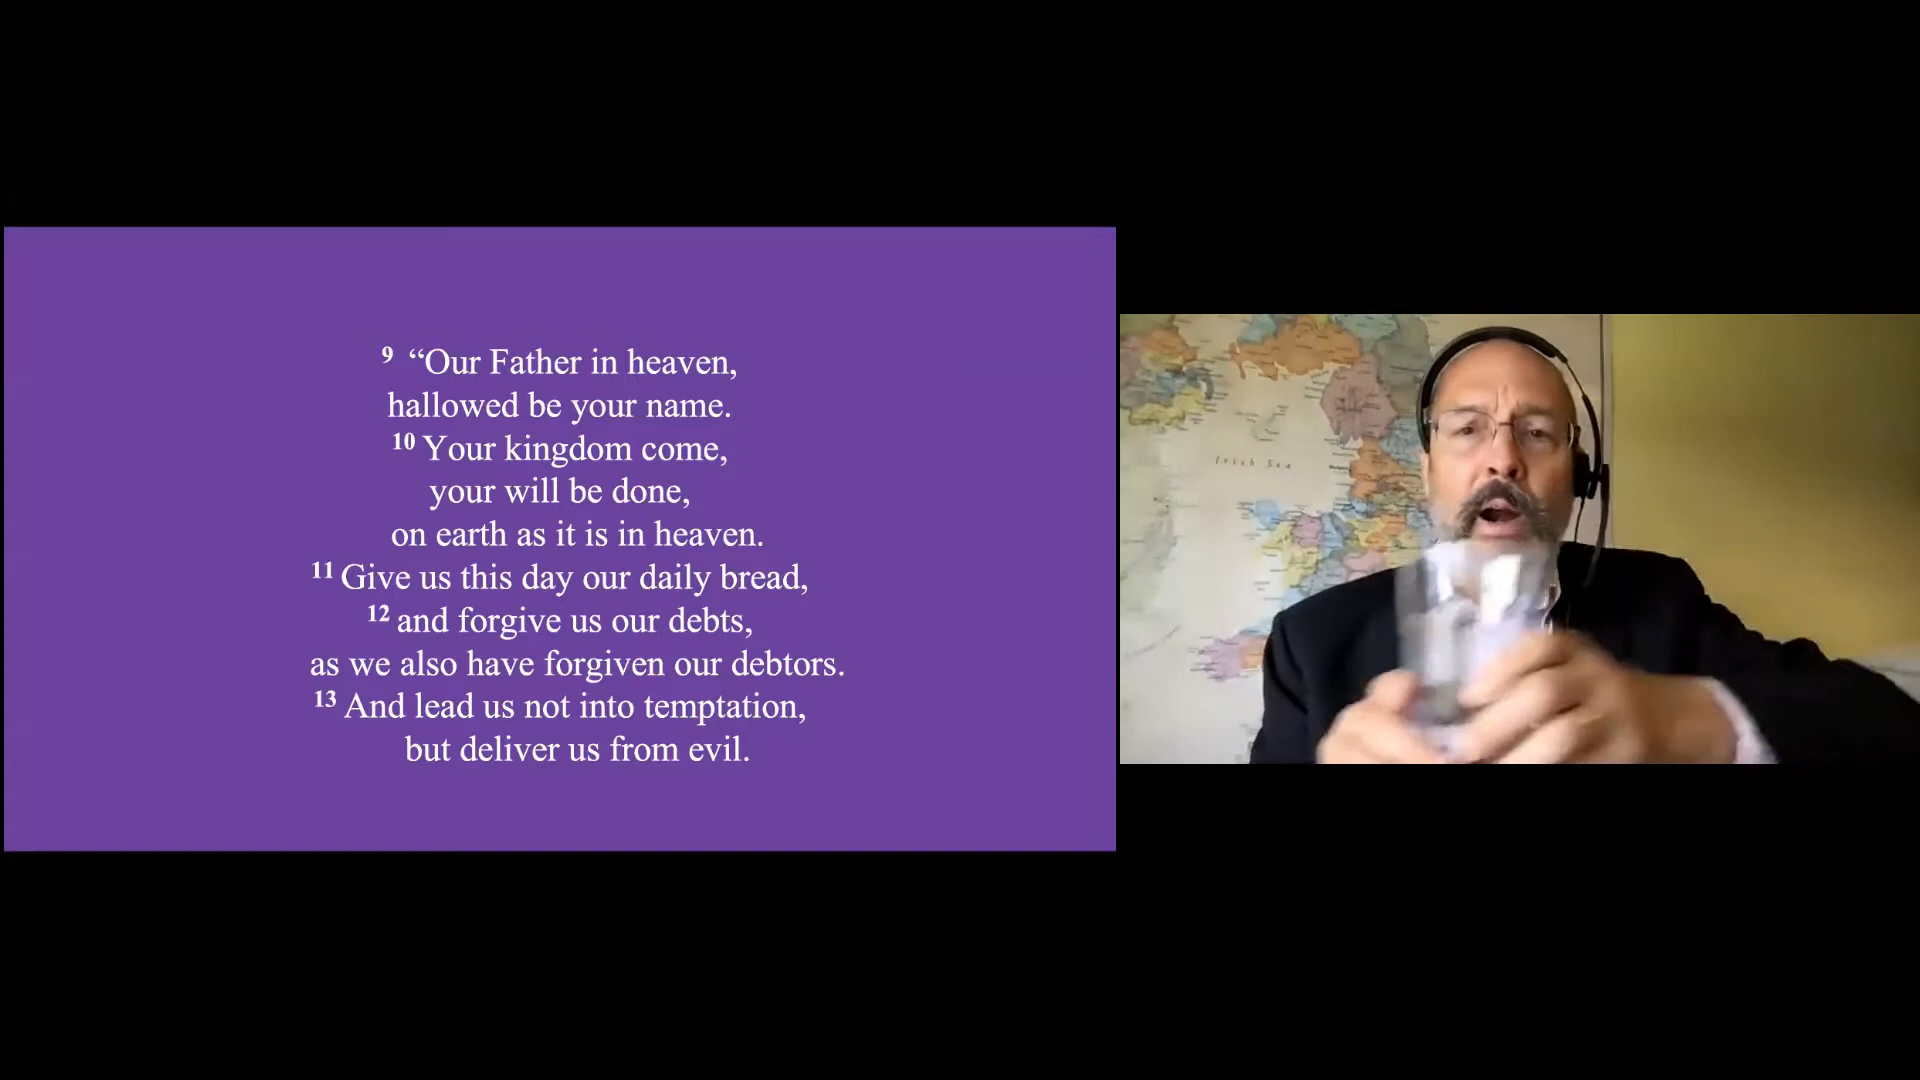 9 “Our Father in heaven,
hallowed be your name.
10 Your kingdom come,
your will be done,
on earth as it is in heaven.
11 Give us this day our daily bread,
12 and forgive us our debts,
as we also have forgiven our debtors.
13 And lead us not into temptation,
but deliver us from evil.
Irish Sea